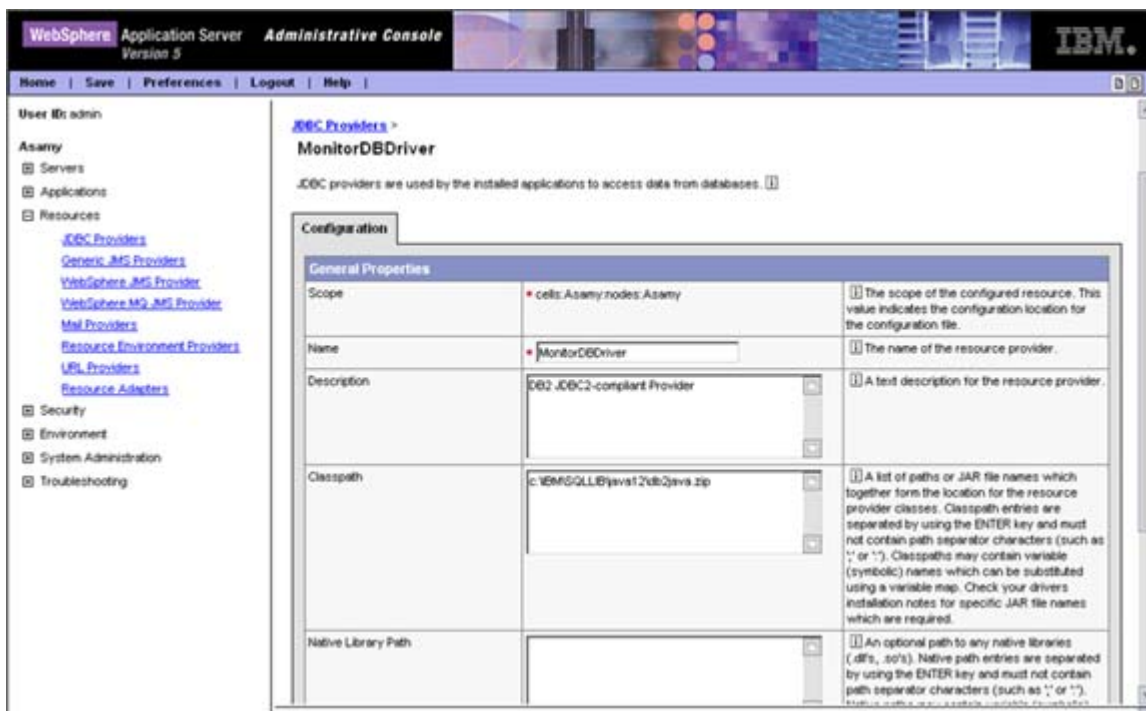 WebSphere Application Server Administrative Console
Version 5
IBM.
Home | Save | Preferences | Logout | Help |
User ID: admin
Asamy
Servers
Applications
Resources
JDBC Providers
Generic JMS Providers
WebSphere JMS Provider
WebSphere MQ JMS Provider
Mail Providers
Resource Environment Providers
URL Providers
Resource Adapters
Security
Environment
System Administration
Troubleshooting
JDBC Providers >
MonitorDBDriver
JDBC providers are used by the installed applications to access data from databases. i
Configuration
General Properties
Scope
* cells:Asamy:nodes:Asamy
i The scope of the configured resource. This
value indicates the configuration location for
the configuration file.
Name
* MonitorDBDriver
i The name of the resource provider.
Description
DB2 JDBC2-compliant Provider
i A text description for the resource provider.
Classpath
c:\IBM\SQLLIB\java12\db2java.zip
i A list of paths or JAR file names which
together form the location for the resource
provider classes. Classpath entries are
separated by using the ENTER key and must
not contain path separator characters (such as
';' or ':'). Classpaths may contain variable
(symbolic) names which can be substituted
using a variable map. Check your drivers
installation notes for specific JAR file names
which are required.
Native Library Path
i An optional path to any native libraries
(.dll's, .so's). Native path entries are separated
by using the ENTER key and must not contain
path separator characters (such as ';' or ':').